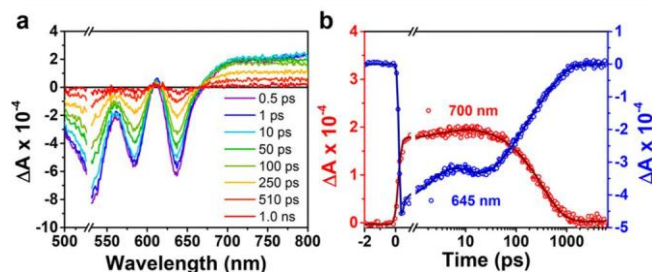 a
ΔA x 10⁻⁴
4
2
0
-2
-4
-6
-8
-10
0.5 ps
1 ps
10 ps
50 ps
100 ps
250 ps
510 ps
1.0 ns
500 550 600 650 700 750 800
Wavelength (nm)
b
ΔA x 10⁻⁴
4
3
2
1
0
700 nm
645 nm
1
0
-1
-2
-3
-4
-5
ΔA x 10⁻⁴
-2 0 10 100 1000
Time (ps)